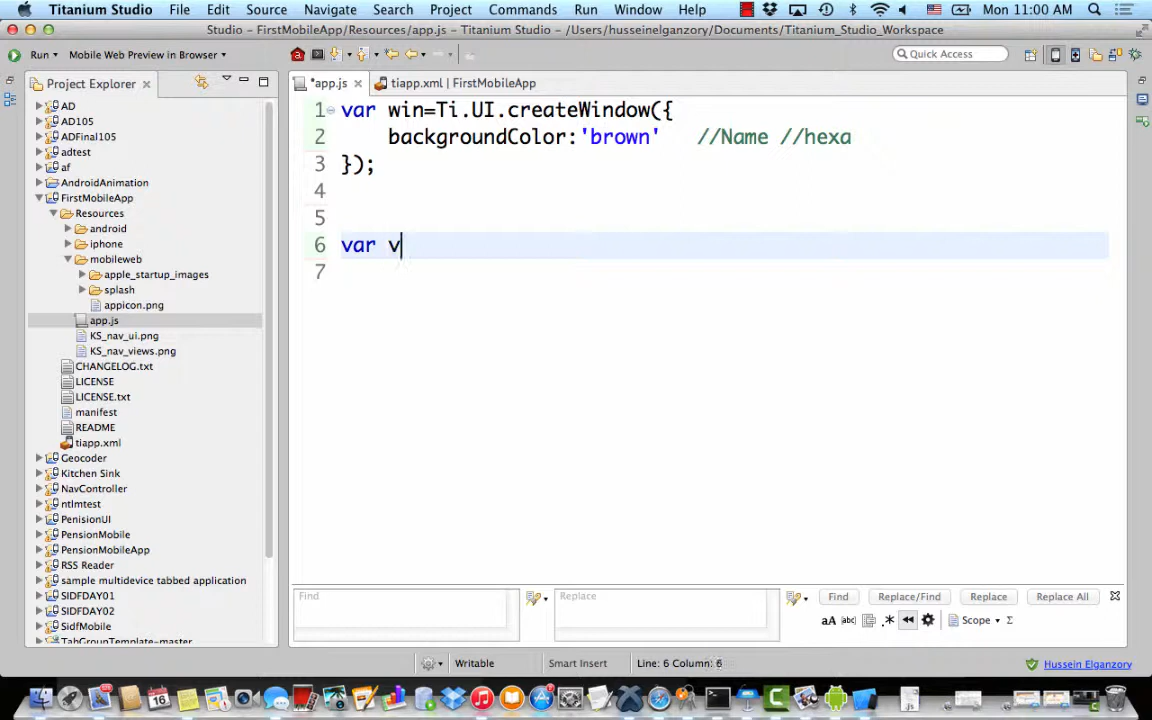 Titanium Studio File Edit Source Navigate Search Project Commands Run Window Help Mon 11:00 AM
Studio - FirstMobileApp/Resources/app.js - Titanium Studio - /Users/husseinelganzory/Documents/Titanium_Studio_Workspace
Run Mobile Web Preview in Browser Quick Access
Project Explorer
*app.js
tiapp.xml | FirstMobileApp
AD
AD105
ADFinal105
adtest
af
AndroidAnimation
FirstMobileApp
Resources
android
iphone
mobileweb
apple_startup_images
splash
appicon.png
app.js
KS_nav_ui.png
KS_nav_views.png
CHANGELOG.txt
LICENSE
LICENSE.txt
manifest
README
tiapp.xml
Geocoder
Kitchen Sink
NavController
ntlmtest
PenisionUI
PensionMobile
PensionMobileApp
RSS Reader
sample multidevice tabbed application
SIDFDAY01
SIDFDAY02
SidfMobile
TabGroupTemplate-master
1 var win=Ti.UI.createWindow({
2 backgroundColor:'brown' //Name //hexa
3 });
4
5
6 var v
7
Find
Replace
Find Replace/Find Replace Replace All
Scope
Writable Smart Insert Line: 6 Column: 6 Hussein Elganzory